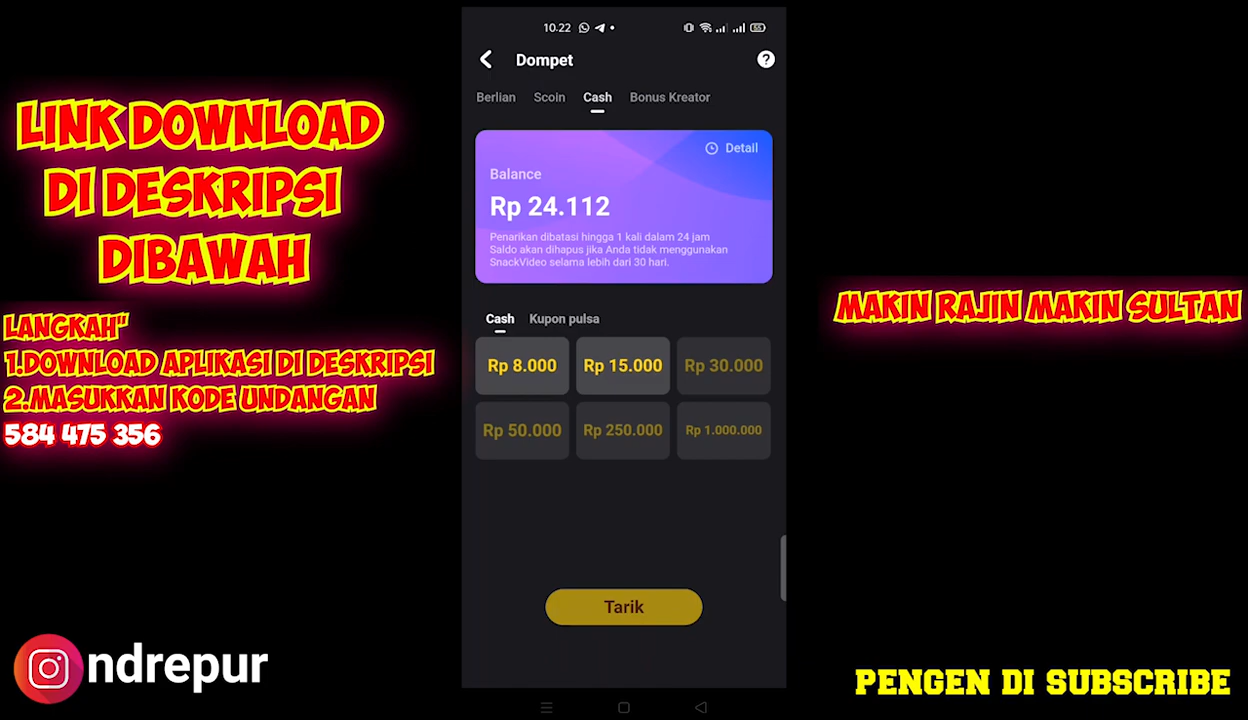 LINK DOWNLOAD
DI DESKRIPSI
DIBAWAH
LANGKAH"
1.DOWNLOAD APLIKASI DI DESKRIPSI
2.MASUKKAN KODE UNDANGAN
584 475 356
ndrepur
10.22
55
Dompet
?
Berlian Scoin Cash Bonus Kreator
Detail
Balance
Rp 24.112
Penarikan dibatasi hingga 1 kali dalam 24 jam
Saldo akan dihapus jika Anda tidak menggunakan
SnackVideo selama lebih dari 30 hari.
Cash Kupon pulsa
Rp 8.000 Rp 15.000 Rp 30.000
Rp 50.000 Rp 250.000 Rp 1.000.000
Tarik
MAKIN RAJIN MAKIN SULTAN
PENGEN DI SUBSCRIBE